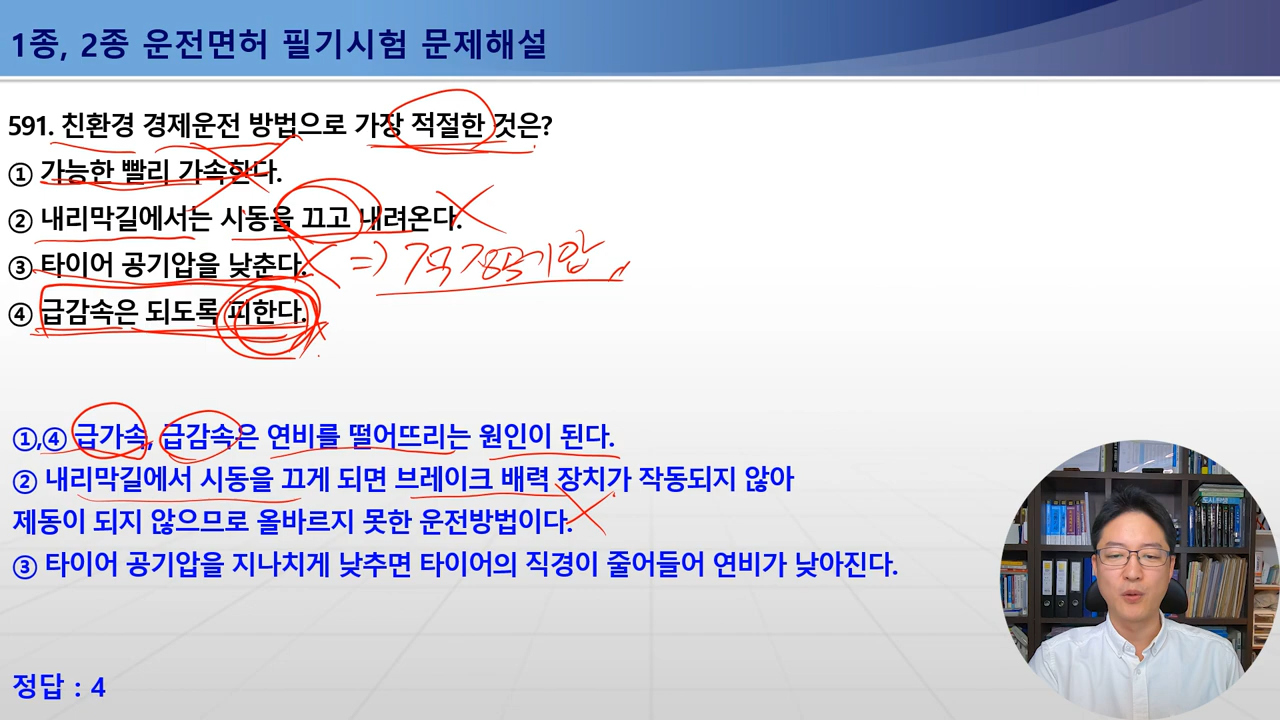 1종, 2종 운전면허 필기시험 문제해설
591. 친환경 경제운전 방법으로 가장 적절한 것은?
① 가능한 빨리 가속한다.
② 내리막길에서는 시동을 끄고 내려온다.
③ 타이어 공기압을 낮춘다. => 적정공기압
④ 급감속은 되도록 피한다.
①,④ 급가속, 급감속은 연비를 떨어뜨리는 원인이 된다.
② 내리막길에서 시동을 끄게 되면 브레이크 배력 장치가 작동되지 않아
제동이 되지 않으므로 올바르지 못한 운전방법이다.
③ 타이어 공기압을 지나치게 낮추면 타이어의 직경이 줄어들어 연비가 낮아진다.
정답 : 4